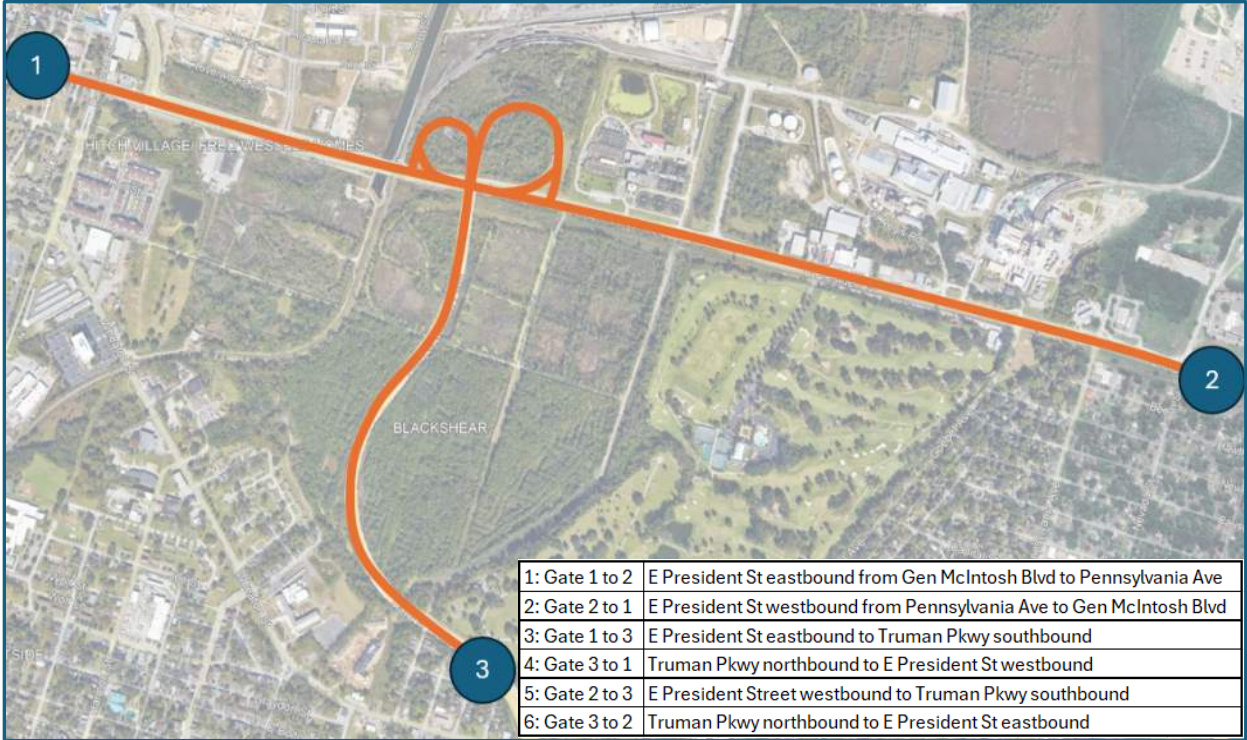 1
HITCH VILLAGE/ FRED WESSELS HOMES
2
BLACKSHEAR
3
1: Gate 1 to 2 E President St eastbound from Gen McIntosh Blvd to Pennsylvania Ave
2: Gate 2 to 1 E President St westbound from Pennsylvania Ave to Gen McIntosh Blvd
3: Gate 1 to 3 E President St eastbound to Truman Pkwy southbound
4: Gate 3 to 1 Truman Pkwy northbound to E President St westbound
5: Gate 2 to 3 E President Street westbound to Truman Pkwy southbound
6: Gate 3 to 2 Truman Pkwy northbound to E President St eastbound